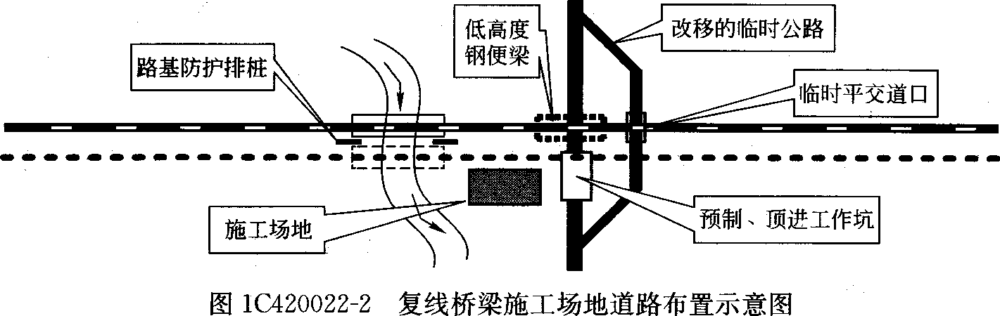 低高度
钢便梁
改移的临时公路
路基防护排桩
临时平交道口
施工场地
预制、顶进工作坑
图 1C420022-2 复线桥梁施工场地道路布置示意图